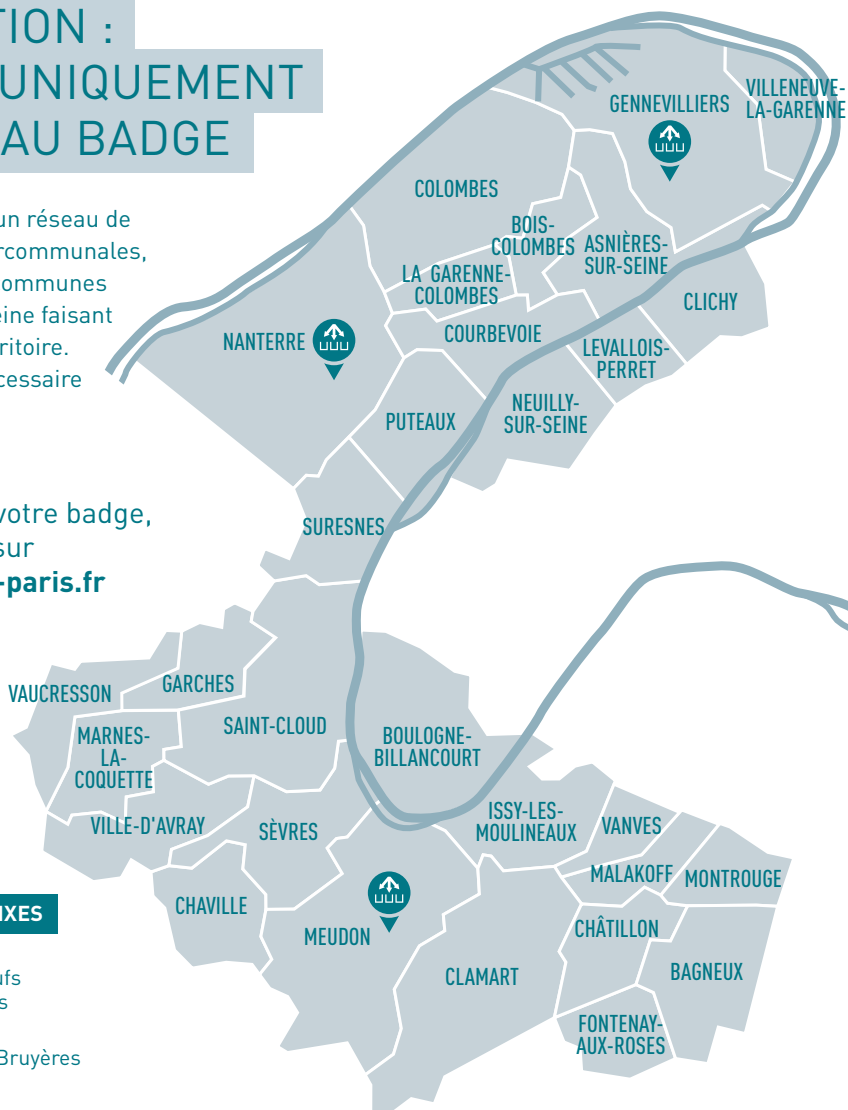 TION :
UNIQUEMENT
AU BADGE
un réseau de
rcommunales,
communes
eine faisant
ritoire.
cessaire
votre badge,
sur
-paris.fr
IXES
ufs
s
Bruyères
GENNEVILLIERS
VILLENEUVE-
LA-GARENNE
COLOMBES
BOIS-
COLOMBES
ASNIÈRES-
SUR-SEINE
LA GARENNE-
COLOMBES
CLICHY
NANTERRE
COURBEVOIE
LEVALLOIS-
PERRET
PUTEAUX
NEUILLY-
SUR-SEINE
SURESNES
VAUCRESSON
GARCHES
SAINT-CLOUD
MARNES-
LA-
COQUETTE
BOULOGNE-
BILLANCOURT
VILLE-D'AVRAY
SÈVRES
ISSY-LES-
MOULINEAUX
VANVES
MALAKOFF
MONTROUGE
CHAVILLE
MEUDON
CHÂTILLON
CLAMART
BAGNEUX
FONTENAY-
AUX-ROSES